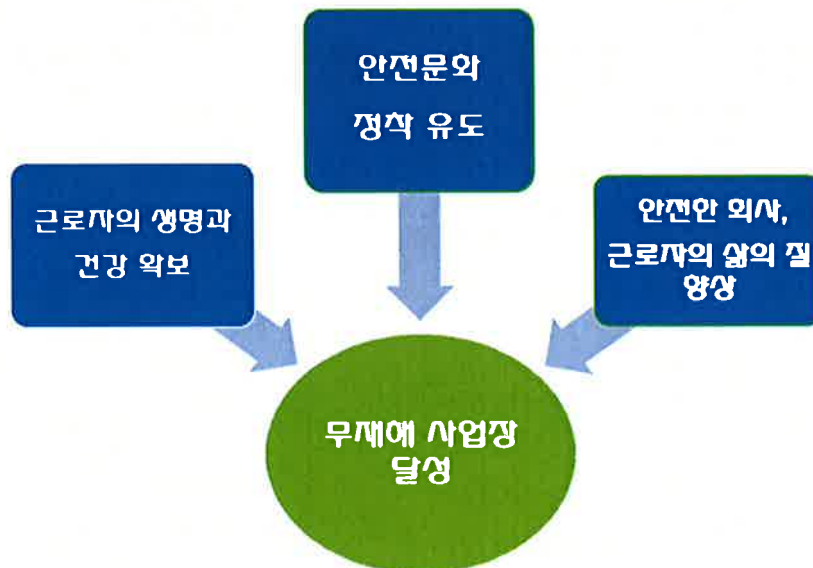 안전문화
정착 유도
근로자의 생명과
건강 확보
안전한 회사,
근로자의 삶의 질
향상
무재해 사업장
달성